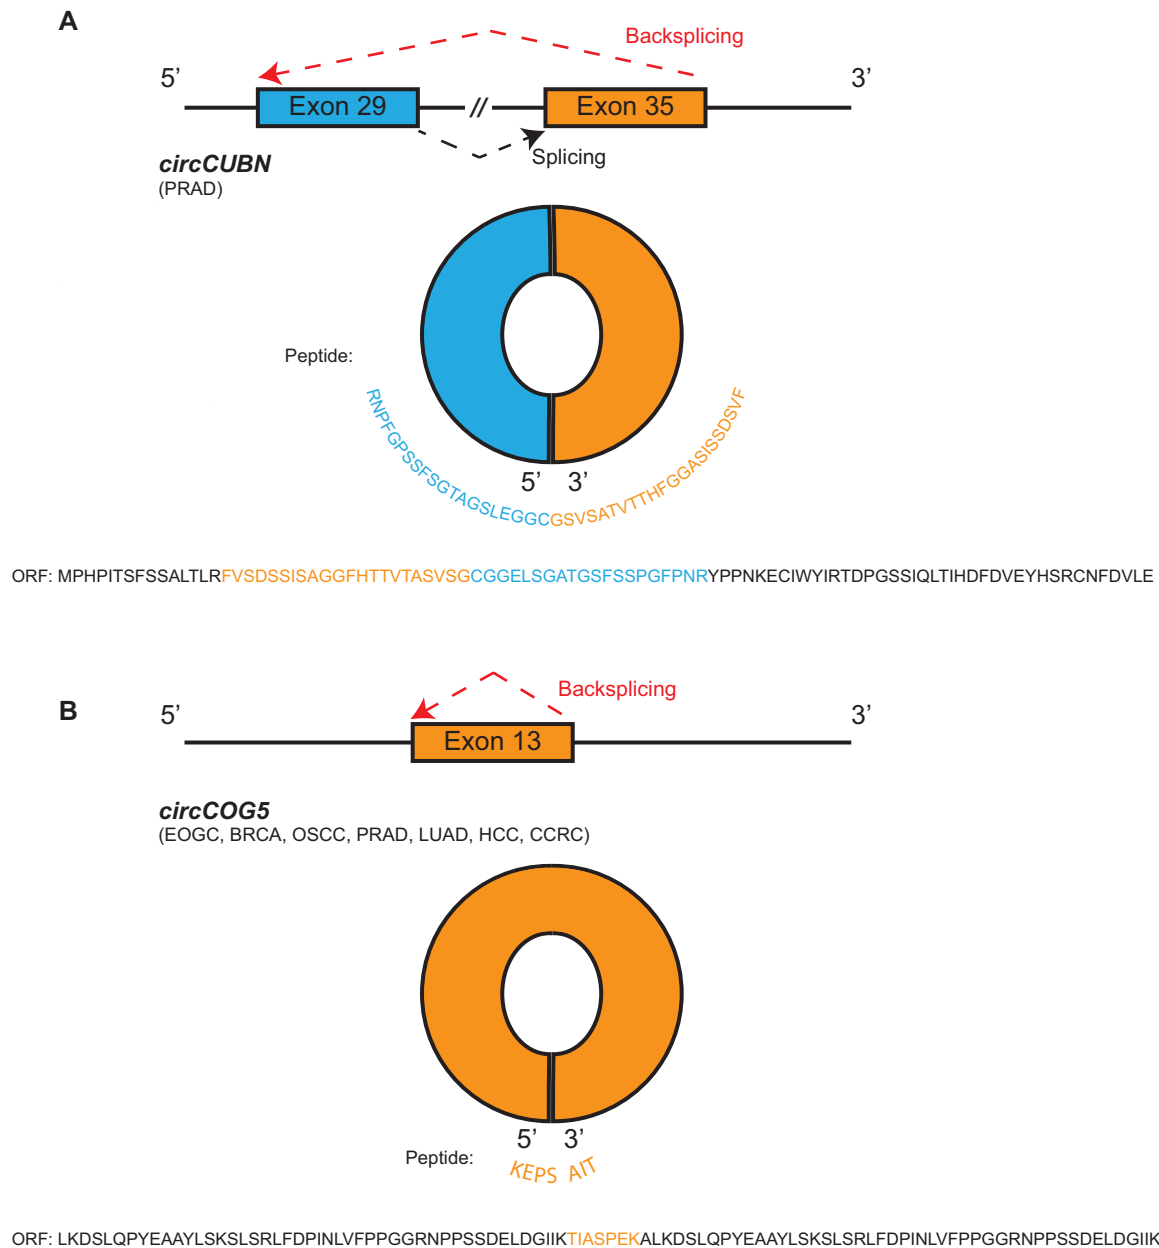 A
Backsplicing
5’ 3’
Exon 29 // Exon 35
Splicing
circCUBN
(PRAD)
Peptide:
RNPFGPSSFSGTAGSLEGGCGSVSATVTTHFGGASISSDSVF
5’ 3’
ORF: MPHPITSFSSALTLRFVSDSSISAGGFHTTVTASVSGCGGELSGATGSFSSPGFPNRYPPNKECIWYIRTDPGSSIQLTIHDFDVEYHSRCNFDVLE
B
Backsplicing
5’ 3’
Exon 13
circCOG5
(EOGC, BRCA, OSCC, PRAD, LUAD, HCC, CCRC)
5’ 3’
Peptide:
KEPS AIT
ORF: LKDSLQPYEAAYLSKSLSRLFDPINLVFPPGGRNPPSSDELDGIIKTIASPEKALKDSLQPYEAAYLSKSLSRLFDPINLVFPPGGRNPPSSDELDGIIK